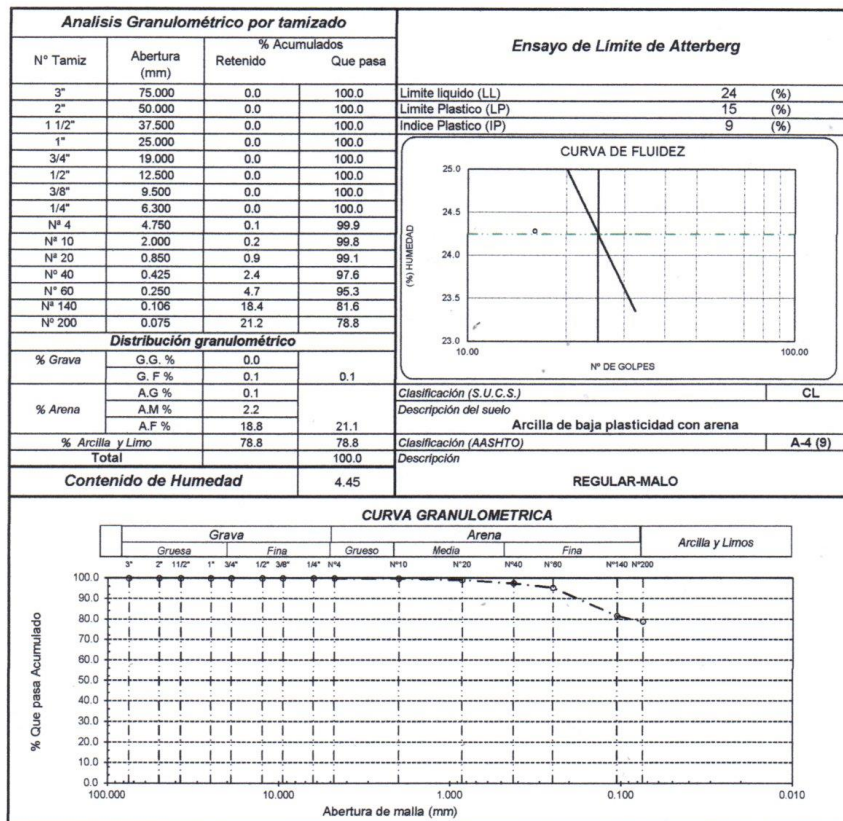 Analisis Granulométrico por tamizado
N° Tamiz Abertura (mm) % Acumulados
Retenido Que pasa
3" 75.000 0.0 100.0
2" 50.000 0.0 100.0
1 1/2" 37.500 0.0 100.0
1" 25.000 0.0 100.0
3/4" 19.000 0.0 100.0
1/2" 12.500 0.0 100.0
3/8" 9.500 0.0 100.0
1/4" 6.300 0.0 100.0
Nª 4 4.750 0.1 99.9
Nª 10 2.000 0.2 99.8
Nª 20 0.850 0.9 99.1
Nº 40 0.425 2.4 97.6
N° 60 0.250 4.7 95.3
Nª 140 0.106 18.4 81.6
Nº 200 0.075 21.2 78.8
Distribución granulométrico
% Grava G.G. % 0.0
G. F % 0.1 0.1
% Arena A.G % 0.1
A.M % 2.2
A.F % 18.8 21.1
% Arcilla y Limo 78.8 78.8
Total 100.0
Contenido de Humedad 4.45
Ensayo de Límite de Atterberg
Limite liquido (LL) 24 (%)
Limite Plastico (LP) 15 (%)
Indice Plastico (IP) 9 (%)
CURVA DE FLUIDEZ
(%) HUMEDAD
25.0
24.5
24.0
23.5
23.0
10.00 100.00
Nº DE GOLPES
Clasificación (S.U.C.S.) CL
Descripción del suelo
Arcilla de baja plasticidad con arena
Clasificación (AASHTO) A-4 (9)
Descripción
REGULAR-MALO
CURVA GRANULOMETRICA
Grava Arena Arcilla y Limos
Gruesa Fina Grueso Media Fina
3" 2" 11/2" 1" 3/4" 1/2" 3/8" 1/4" N°4 N°10 N°20 N°40 N°60 N°140 N°200
% Que pasa Acumulado
100.0
90.0
80.0
70.0
60.0
50.0
40.0
30.0
20.0
10.0
0.0
100.000 10.000 1.000 0.100 0.010
Abertura de malla (mm)